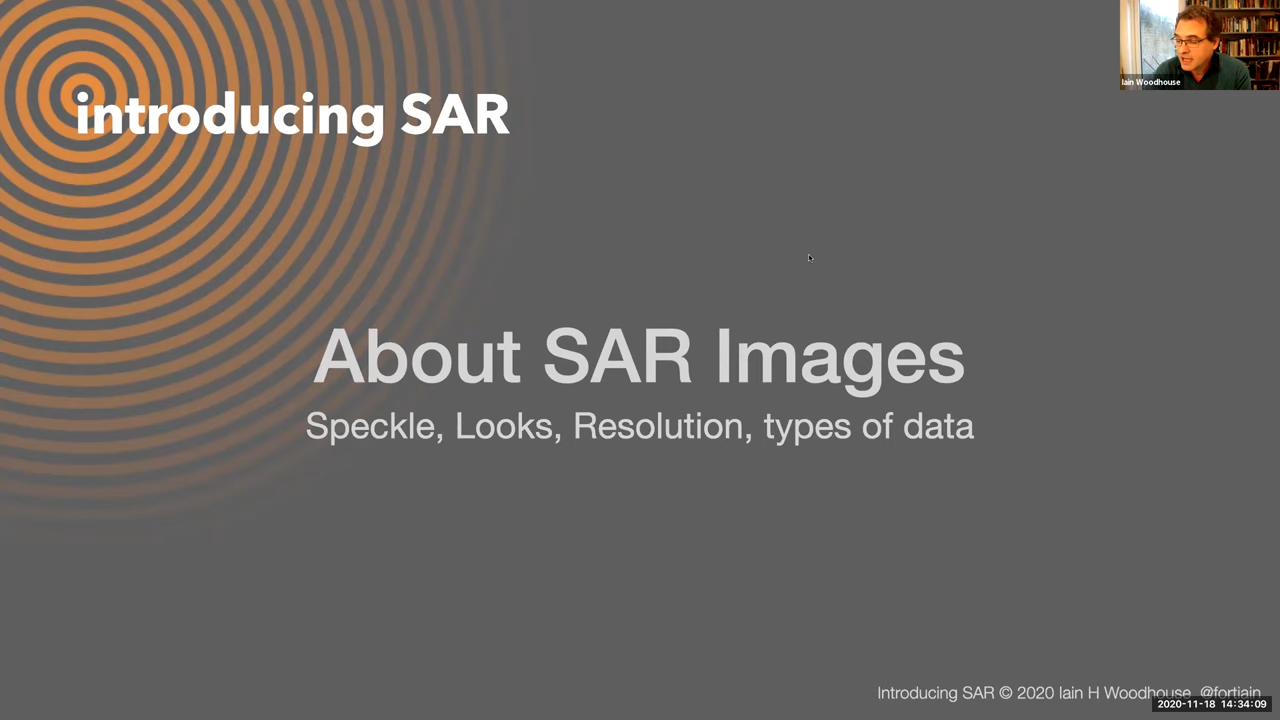 Iain Woodhouse
introducing SAR
About SAR Images
Speckle, Looks, Resolution, types of data
Introducing SAR © 2020 Iain H Woodhouse @fortiain
2020-11-18 14:34:09